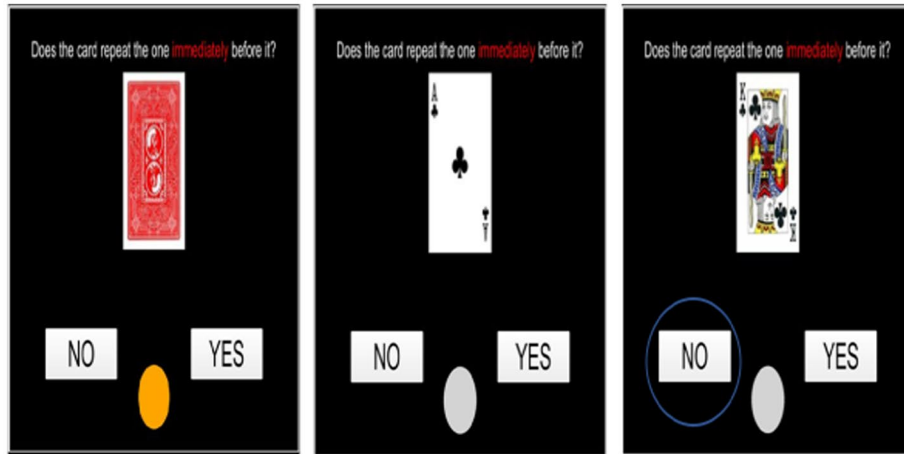 Does the card repeat the one immediately before it?
NO YES
Does the card repeat the one immediately before it?
A
A
NO YES
Does the card repeat the one immediately before it?
K
K
NO YES